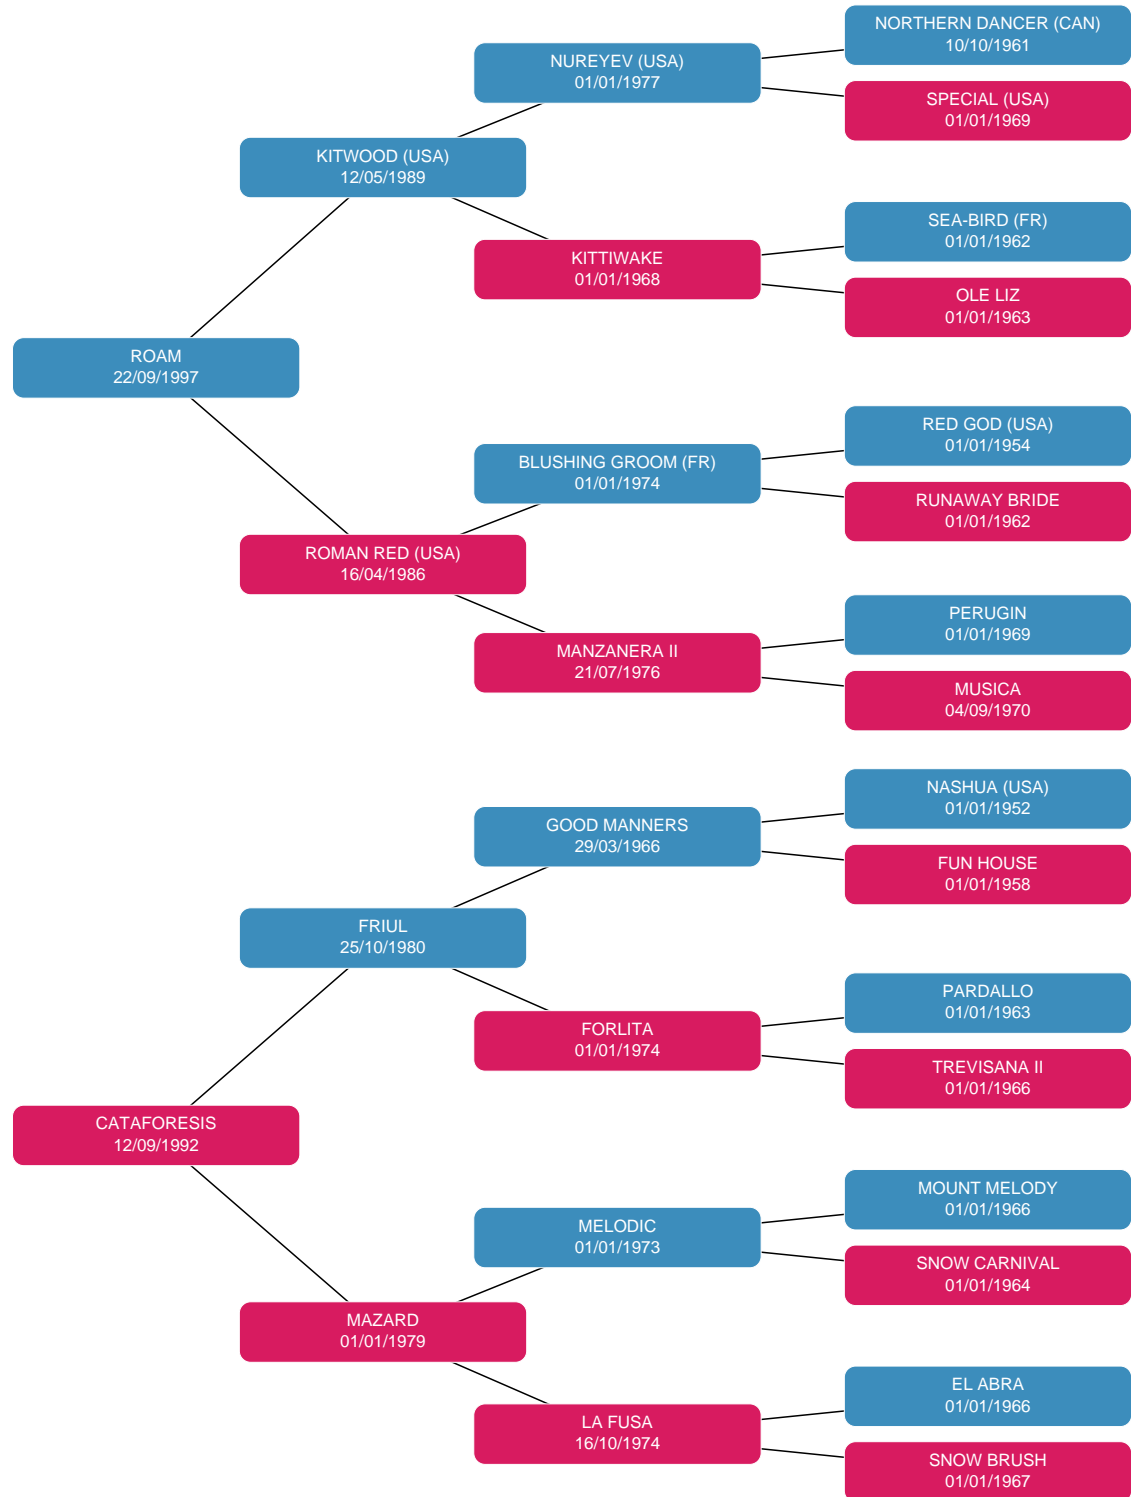 NORTHERN DANCER (CAN)
10/10/1961
NUREYEV (USA)
01/01/1977
SPECIAL (USA)
01/01/1969
KITWOOD (USA)
12/05/1989
SEA-BIRD (FR)
01/01/1962
KITTIWAKE
01/01/1968
OLE LIZ
01/01/1963
ROAM
22/09/1997
RED GOD (USA)
01/01/1954
BLUSHING GROOM (FR)
01/01/1974
RUNAWAY BRIDE
01/01/1962
ROMAN RED (USA)
16/04/1986
PERUGIN
01/01/1969
MANZANERA II
21/07/1976
MUSICA
04/09/1970
NASHUA (USA)
01/01/1952
GOOD MANNERS
29/03/1966
FUN HOUSE
01/01/1958
FRIUL
25/10/1980
PARDALLO
01/01/1963
FORLITA
01/01/1974
TREVISANA II
01/01/1966
CATAFORESIS
12/09/1992
MOUNT MELODY
01/01/1966
MELODIC
01/01/1973
SNOW CARNIVAL
01/01/1964
MAZARD
01/01/1979
EL ABRA
01/01/1966
LA FUSA
16/10/1974
SNOW BRUSH
01/01/1967